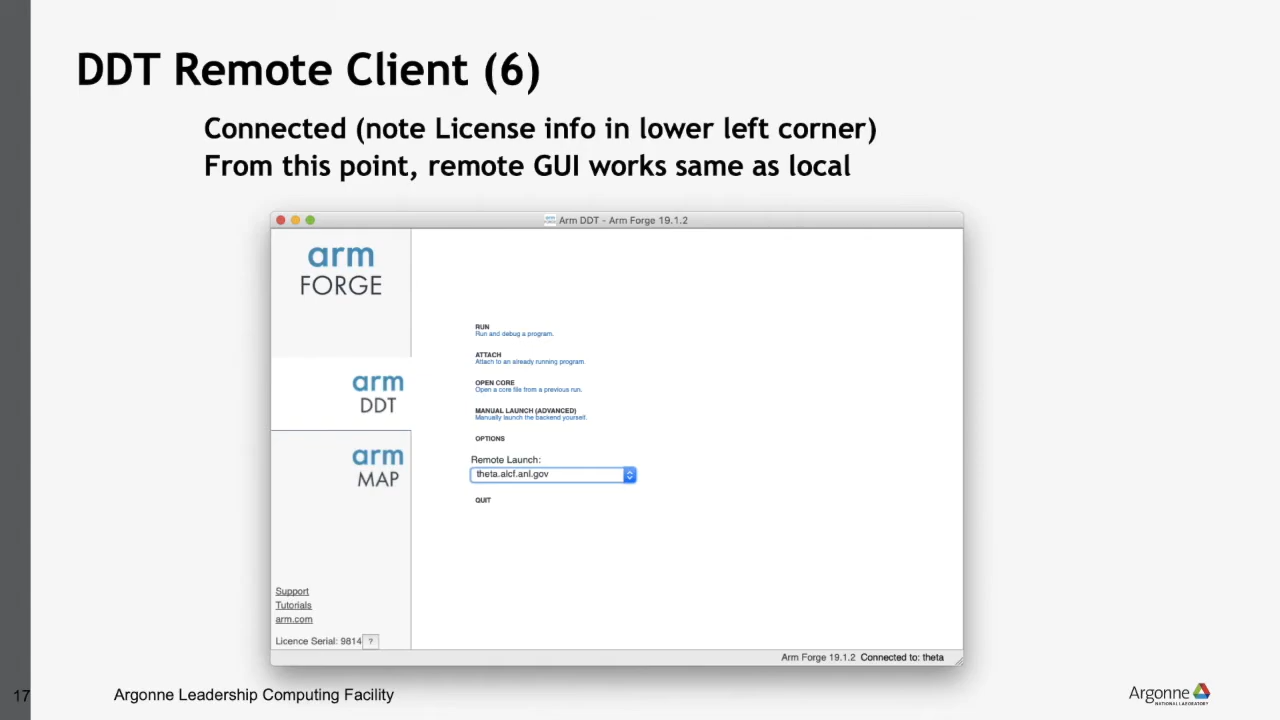 DDT Remote Client (6)
Connected (note License info in lower left corner)
From this point, remote GUI works same as local
Arm DDT - Arm Forge 19.1.2
arm
FORGE
arm
DDT
arm
MAP
RUN
Run and debug a program.
ATTACH
Attach to an already running program.
OPEN CORE
Open a core file from a previous run.
MANUAL LAUNCH (ADVANCED)
Manually launch the backend yourself.
OPTIONS
Remote Launch:
theta.alcf.anl.gov
QUIT
Support
Tutorials
arm.com
Licence Serial: 9814 ?
Arm Forge 19.1.2 Connected to: theta
17
Argonne Leadership Computing Facility
Argonne
NATIONAL LABORATORY